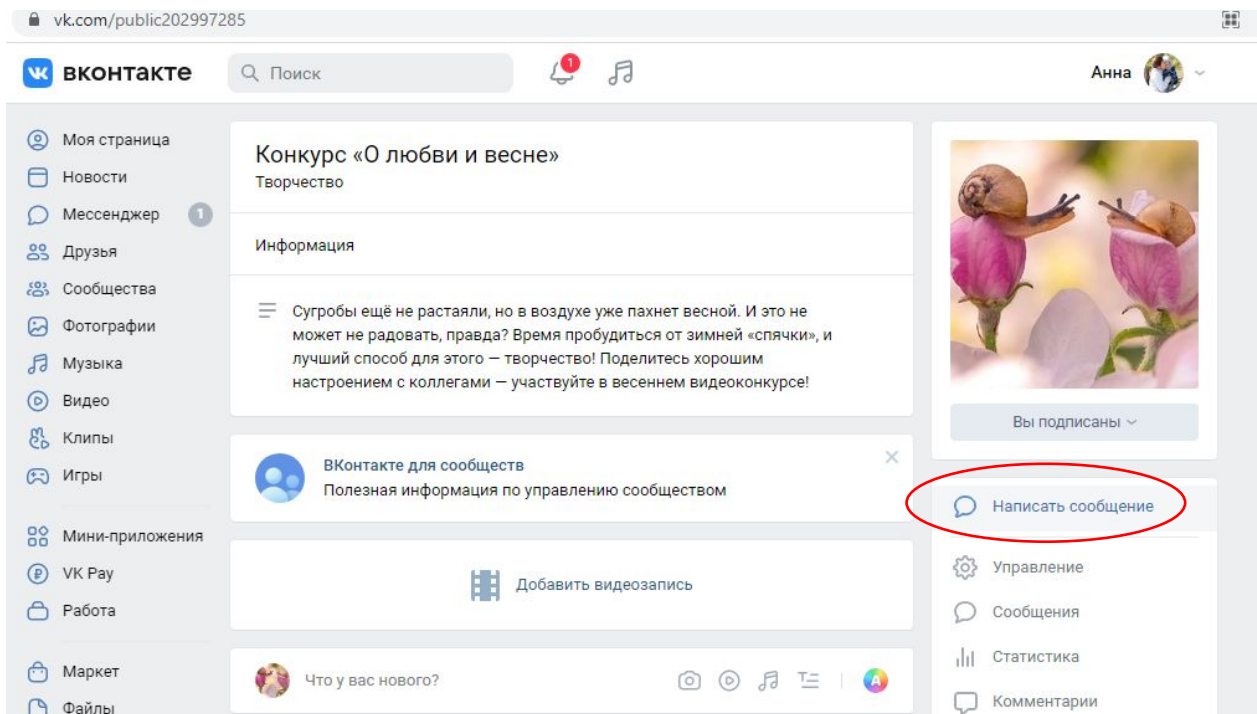 vk.com/public202997285
вконтакте
Поиск
1
Анна
Моя страница
Новости
Мессенджер 1
Друзья
Сообщества
Фотографии
Музыка
Видео
Клипы
Игры
Мини-приложения
VK Pay
Работа
Маркет
Файлы
Конкурс «О любви и весне»
Творчество
Информация
Сугробы ещё не растаяли, но в воздухе уже пахнет весной. И это не
может не радовать, правда? Время пробудиться от зимней «спячки», и
лучший способ для этого — творчество! Поделитесь хорошим
настроением с коллегами — участвуйте в весеннем видеоконкурсе!
ВКонтакте для сообществ
Полезная информация по управлению сообществом
Добавить видеозапись
Что у вас нового?
Вы подписаны
Написать сообщение
Управление
Сообщения
Статистика
Комментарии